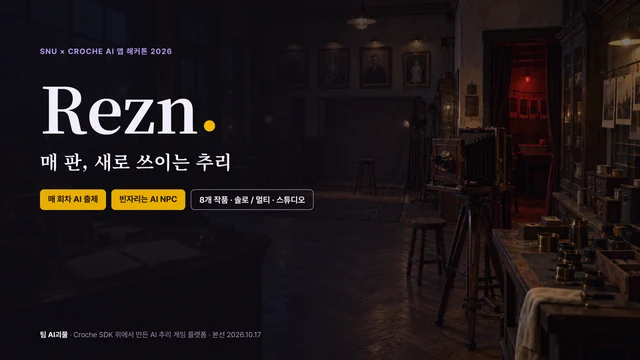 SNU × CROCHE AI 앱 해커톤 2026
Rezn.
매 판, 새로 쓰이는 추리
매 회차 AI 출제
빈자리는 AI NPC
8개 작품 · 솔로 / 멀티 · 스튜디오
팀 AI괴물 · Croche SDK 위에서 만든 AI 추리 게임 플랫폼 · 본선 2026.10.17